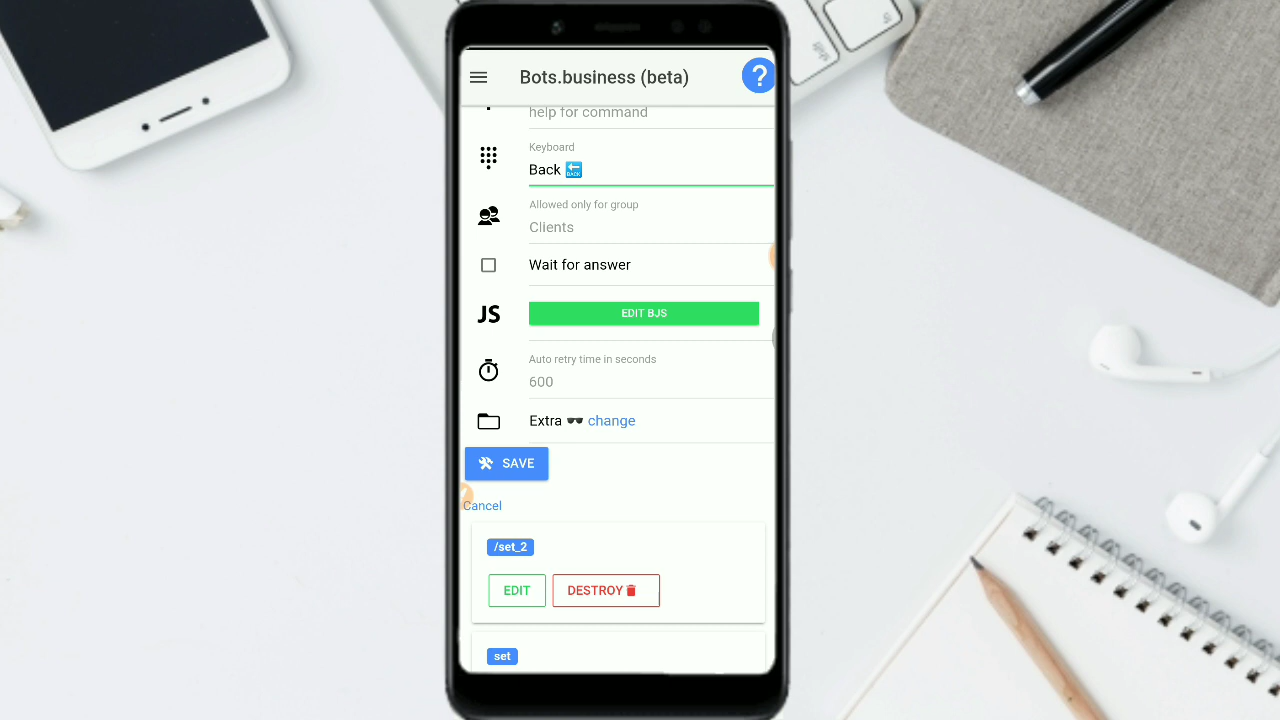 Bots.business (beta)
?
help for command
Keyboard
Back 🔙
Allowed only for group
Clients
Wait for answer
JS
EDIT BJS
Auto retry time in seconds
600
Extra 🕶️ change
SAVE
Cancel
/set_2
EDIT
DESTROY
set
shift